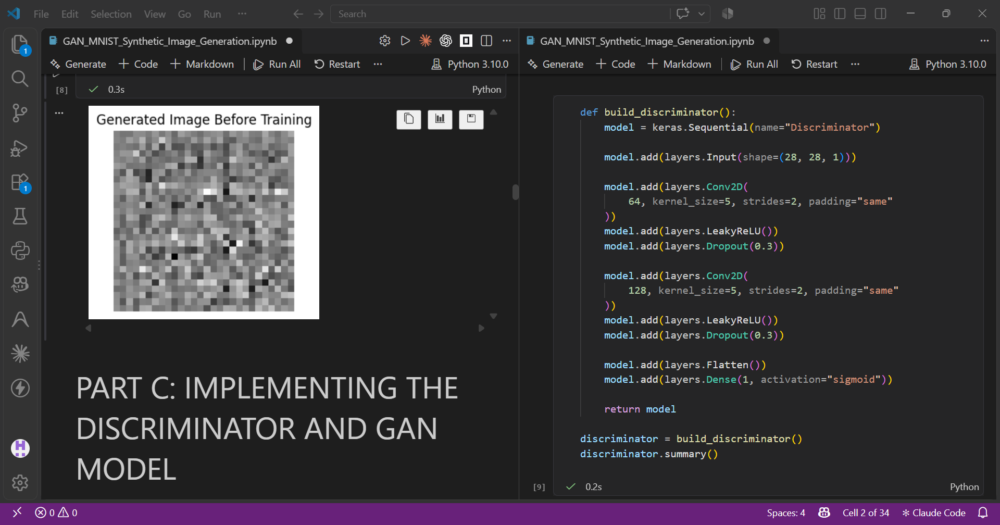 File Edit Selection View Go Run ···
Search
GAN_MNIST_Synthetic_Image_Generation.ipynb
Generate + Code + Markdown Run All Restart ··· Python 3.10.0
[8] 0.3s Python
Generated Image Before Training
PART C: IMPLEMENTING THE
DISCRIMINATOR AND GAN
MODEL
GAN_MNIST_Synthetic_Image_Generation.ipynb
Generate + Code + Markdown Run All Restart ··· Python 3.10.0
def build_discriminator():
model = keras.Sequential(name="Discriminator")
model.add(layers.Input(shape=(28, 28, 1)))
model.add(layers.Conv2D(
64, kernel_size=5, strides=2, padding="same"
))
model.add(layers.LeakyReLU())
model.add(layers.Dropout(0.3))
model.add(layers.Conv2D(
128, kernel_size=5, strides=2, padding="same"
))
model.add(layers.LeakyReLU())
model.add(layers.Dropout(0.3))
model.add(layers.Flatten())
model.add(layers.Dense(1, activation="sigmoid"))
return model
discriminator = build_discriminator()
discriminator.summary()
[9] 0.2s Python
1
1
0 0
Spaces: 4 Cell 2 of 34 Claude Code